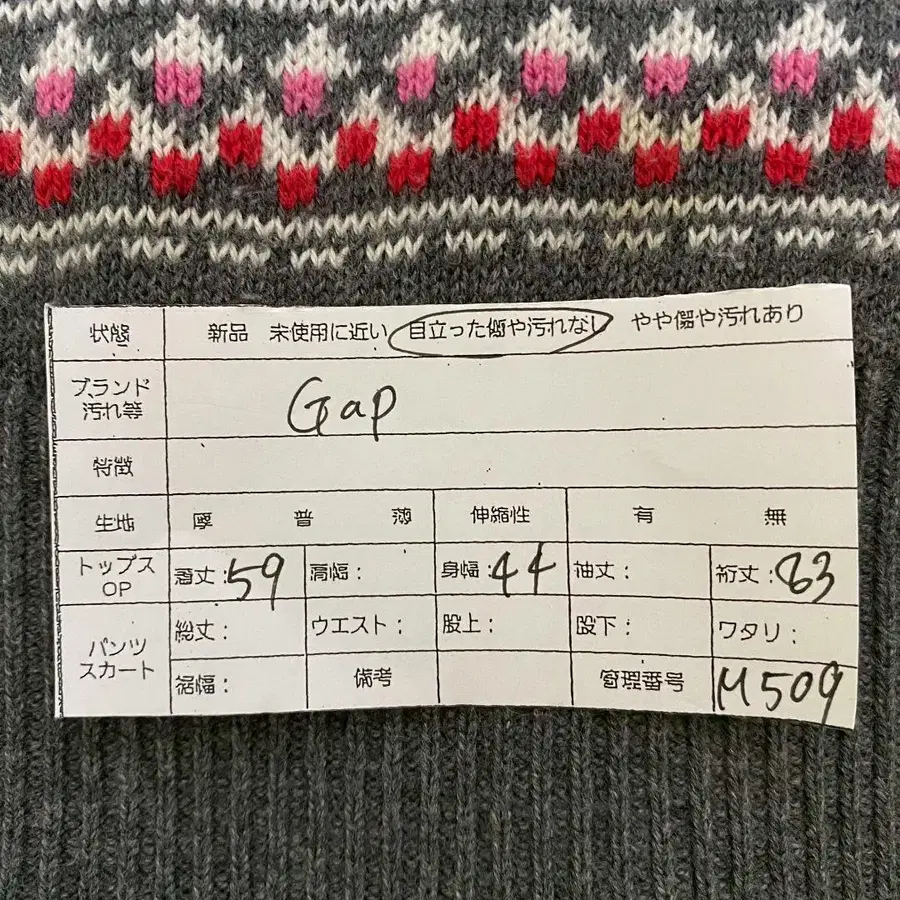 状態 新品 未使用に近い 目立った傷や汚れなし やや傷や汚れあり
ブランド
汚れ等 Gap
特徴
生地 厚 普 薄 伸縮性 有 無
トップス
OP 着丈:59 肩幅: 身幅:44 袖丈: 裄丈:83
パンツ
スカート 総丈: ウエスト: 股上: 股下: ワタリ:
裾幅: 備考 管理番号 M509